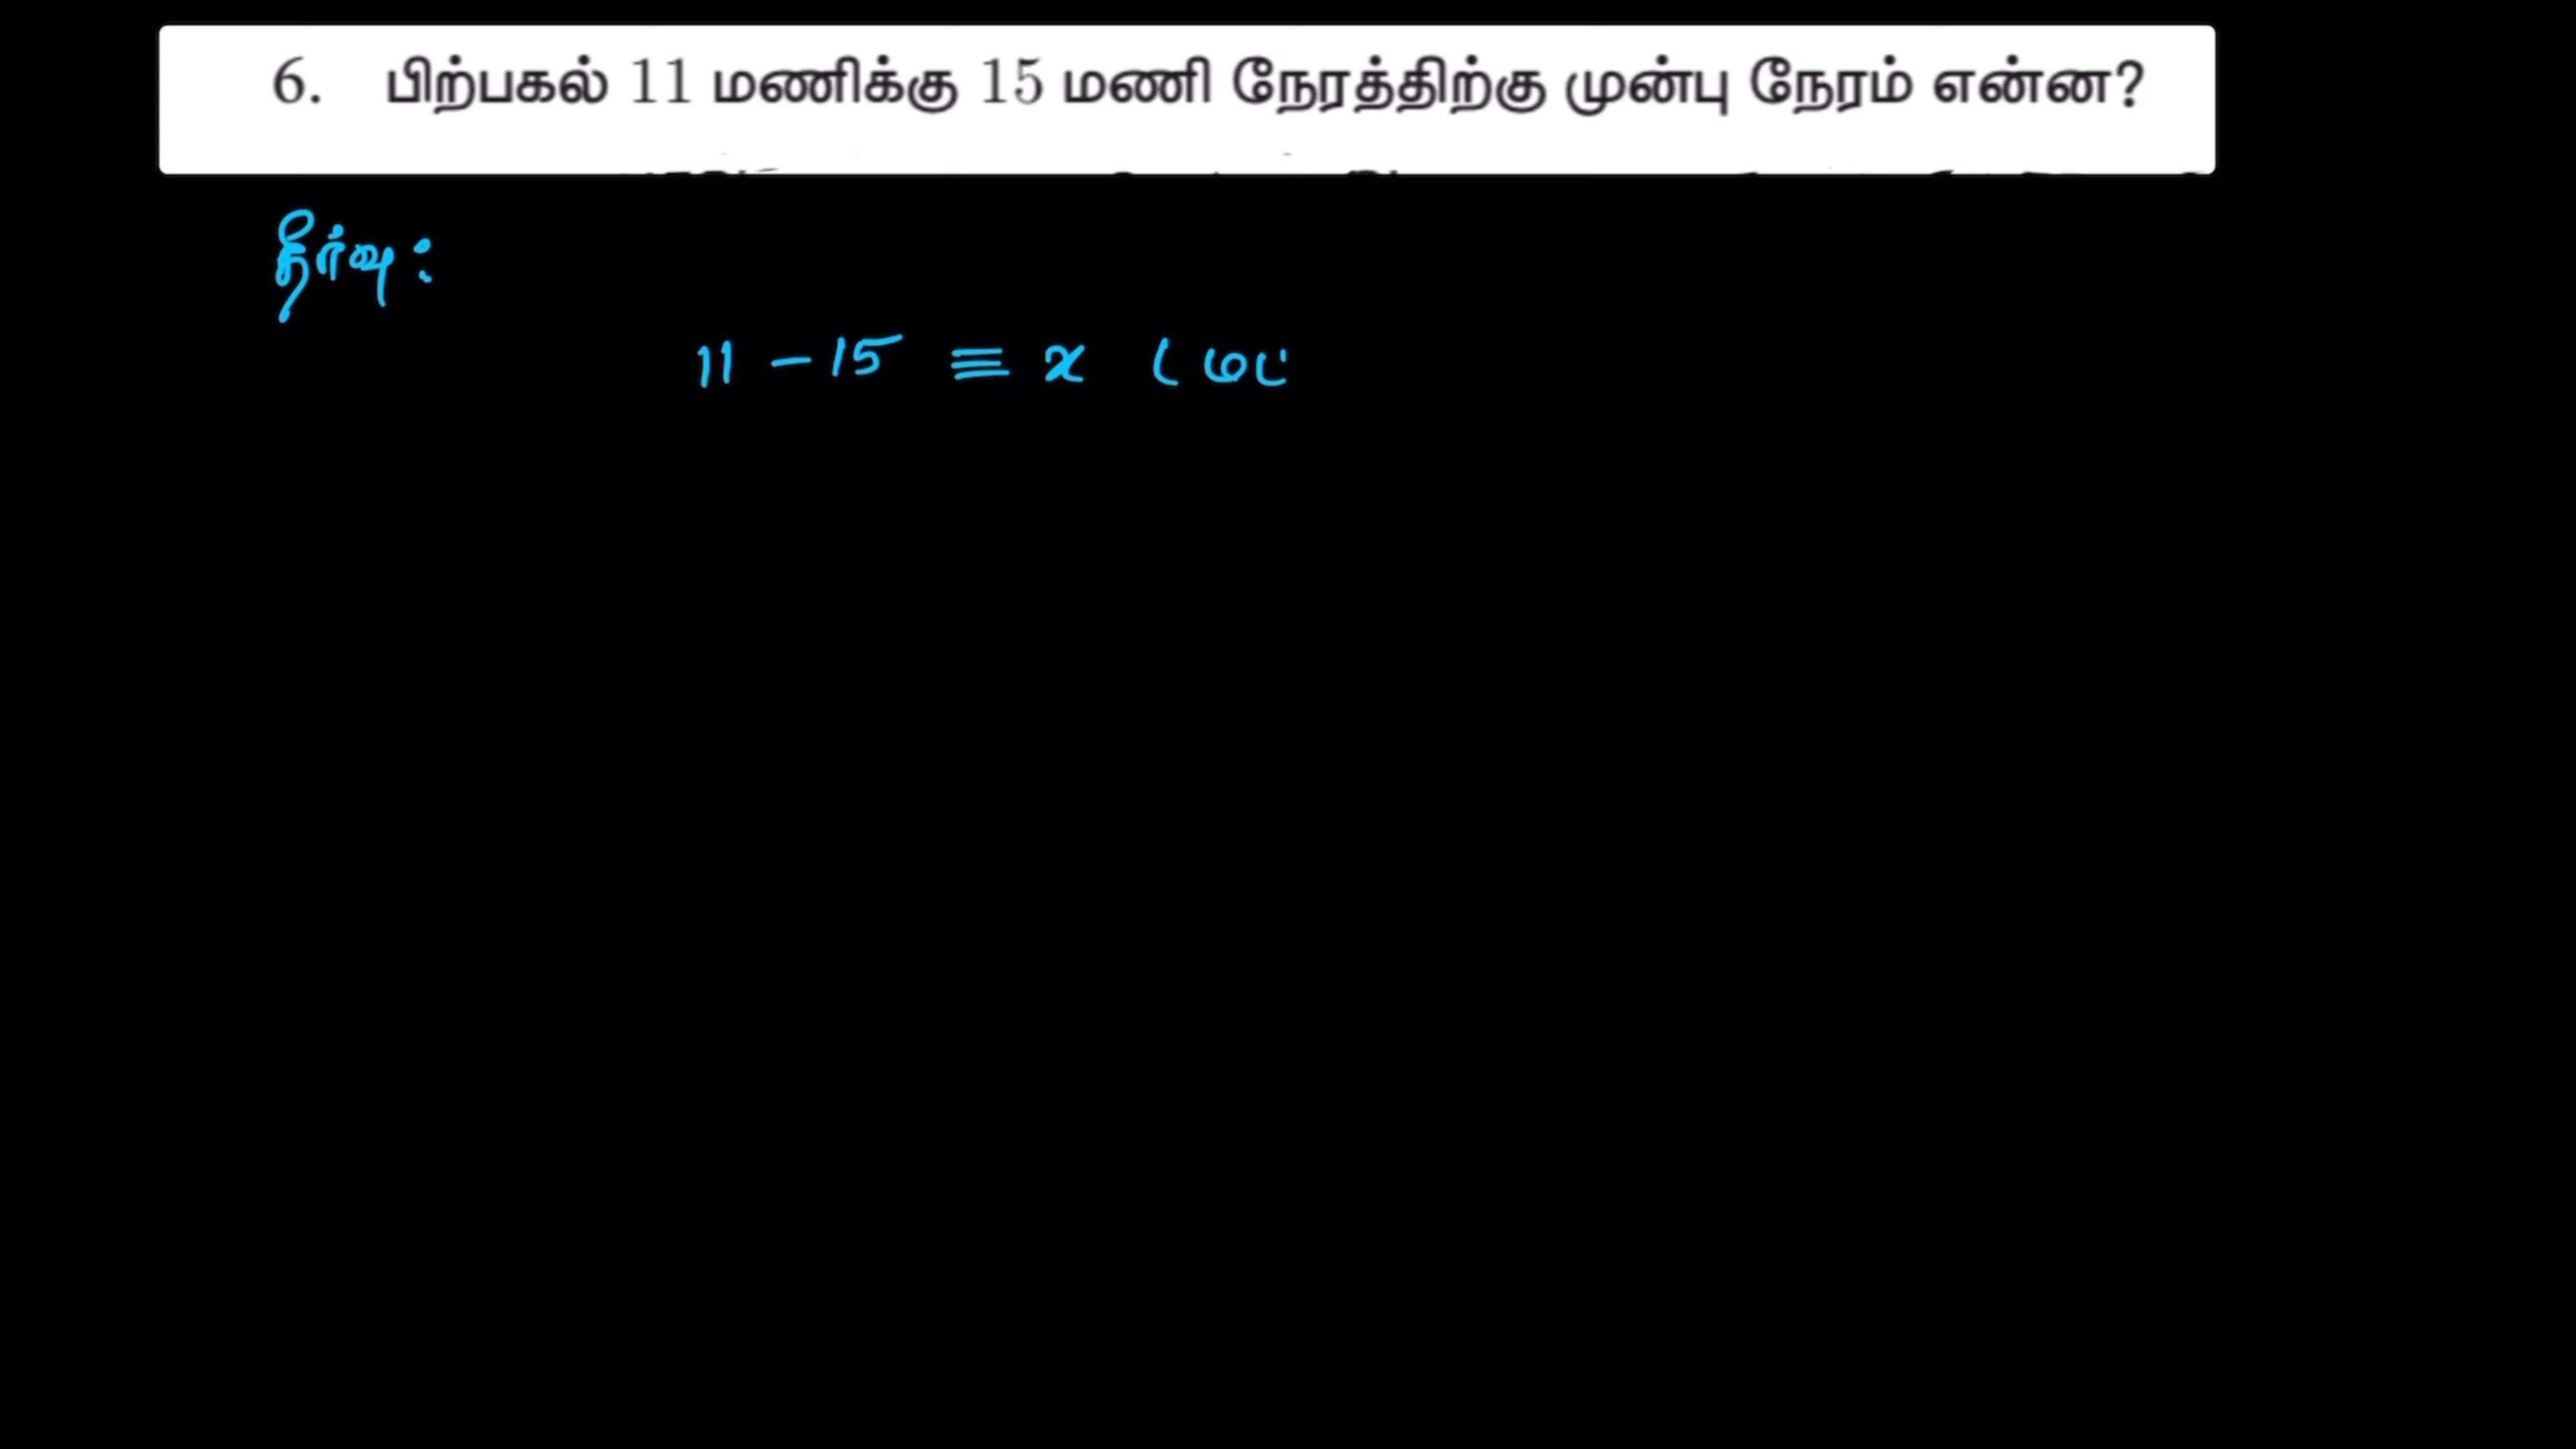 6. பிற்பகல் 11 மணிக்கு 15 மணி நேரத்திற்கு முன்பு நேரம் என்ன?
தீர்வு:
11 - 15 ≡ x ( மட